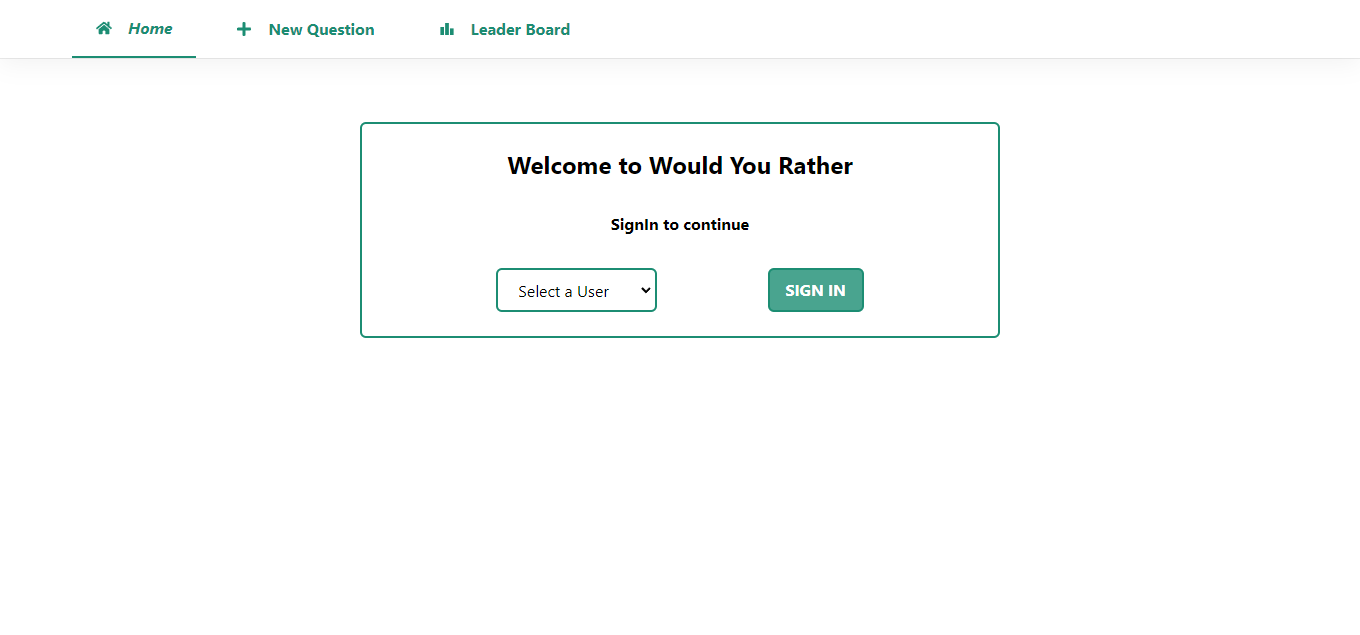 Home New Question Leader Board
Welcome to Would You Rather
SignIn to continue
Select a User SIGN IN